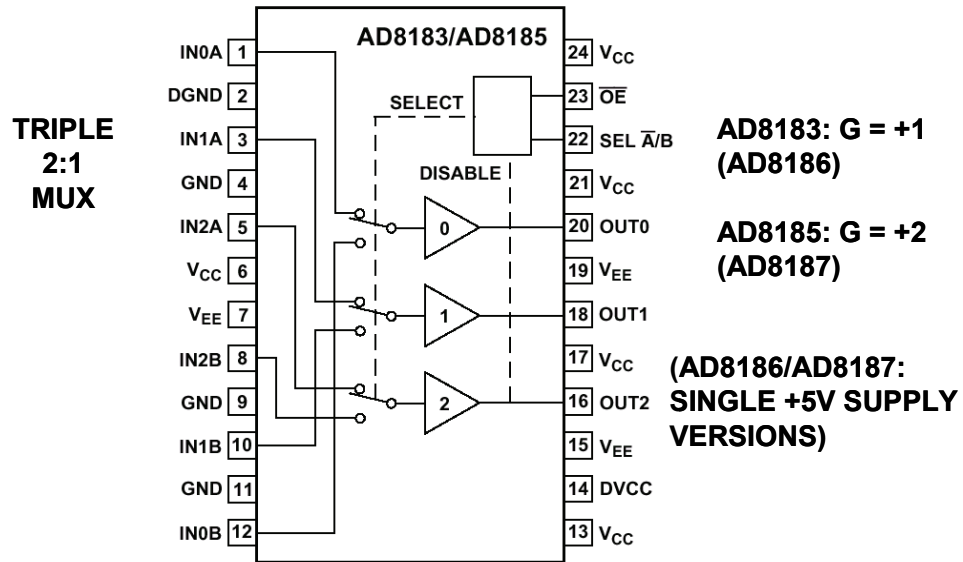 AD8183/AD8185
TRIPLE
2:1
MUX
IN0A 1
DGND 2
IN1A 3
GND 4
IN2A 5
VCC 6
VEE 7
IN2B 8
GND 9
IN1B 10
GND 11
IN0B 12
SELECT
DISABLE
0
1
2
24 VCC
23 O̅E̅
22 SEL A̅/B
21 VCC
20 OUT0
19 VEE
18 OUT1
17 VCC
16 OUT2
15 VEE
14 DVCC
13 VCC
AD8183: G = +1
(AD8186)
AD8185: G = +2
(AD8187)
(AD8186/AD8187:
SINGLE +5V SUPPLY
VERSIONS)